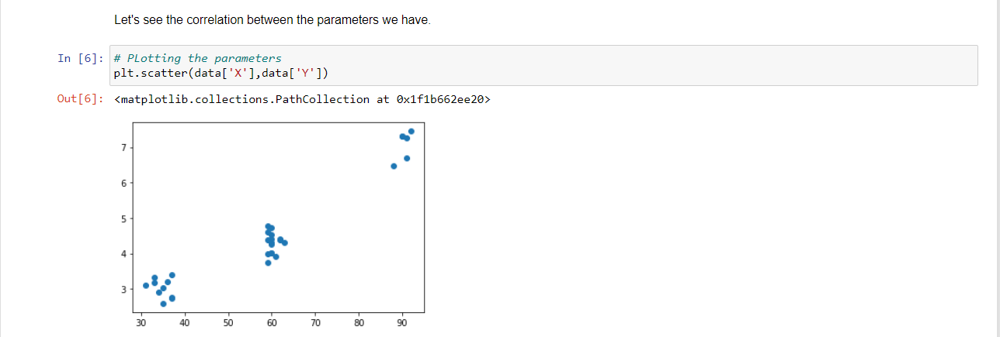 Let's see the correlation between the parameters we have.
In [6]: # PLotting the parameters
plt.scatter(data['X'],data['Y'])
Out[6]: <matplotlib.collections.PathCollection at 0x1f1b662ee20>
7
6
5
4
3
30 40 50 60 70 80 90